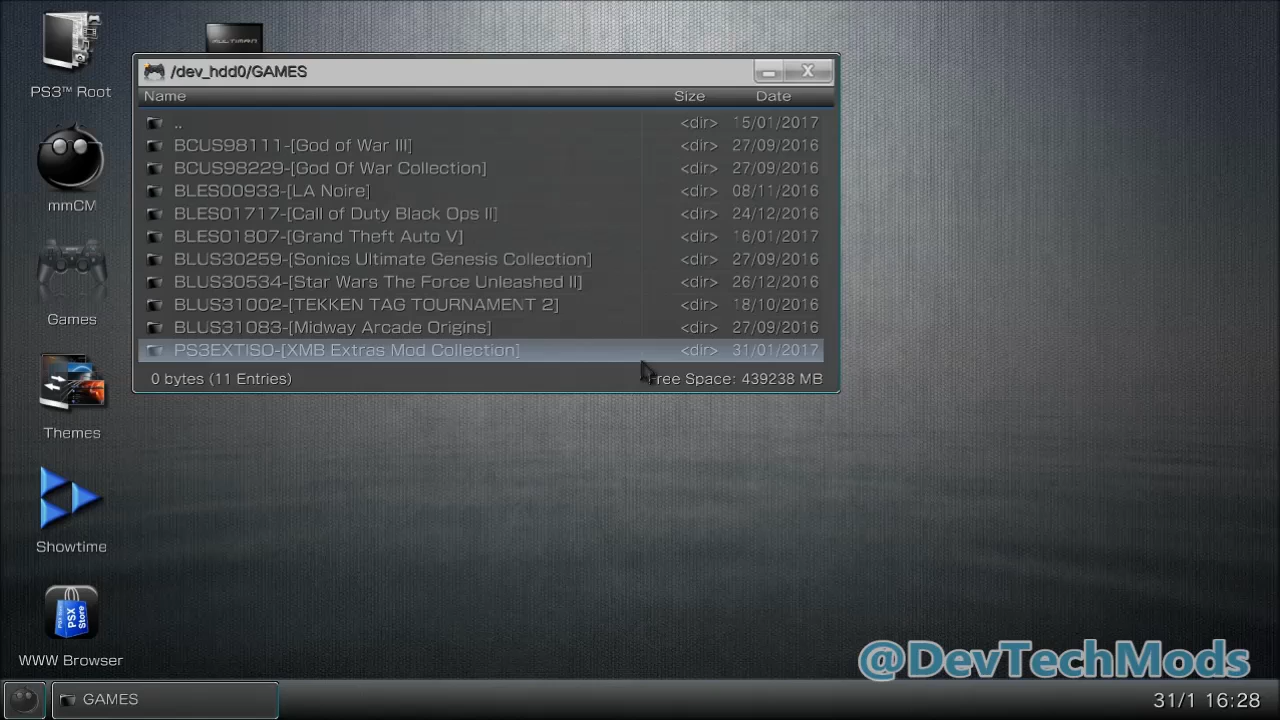 PS3™ Root
mmCM
Games
Themes
Showtime
PSX Store
WWW Browser
/dev_hdd0/GAMES
Name Size Date
.. <dir> 15/01/2017
BCUS98111-[God of War III] <dir> 27/09/2016
BCUS98229-[God Of War Collection] <dir> 27/09/2016
BLES00933-[LA Noire] <dir> 08/11/2016
BLES01717-[Call of Duty Black Ops II] <dir> 24/12/2016
BLES01807-[Grand Theft Auto V] <dir> 16/01/2017
BLUS30259-[Sonics Ultimate Genesis Collection] <dir> 27/09/2016
BLUS30534-[Star Wars The Force Unleashed II] <dir> 26/12/2016
BLUS31002-[TEKKEN TAG TOURNAMENT 2] <dir> 18/10/2016
BLUS31083-[Midway Arcade Origins] <dir> 27/09/2016
PS3EXTISO-[XMB Extras Mod Collection] <dir> 31/01/2017
0 bytes (11 Entries) Free Space: 439238 MB
@DevTechMods
GAMES
31/1 16:28